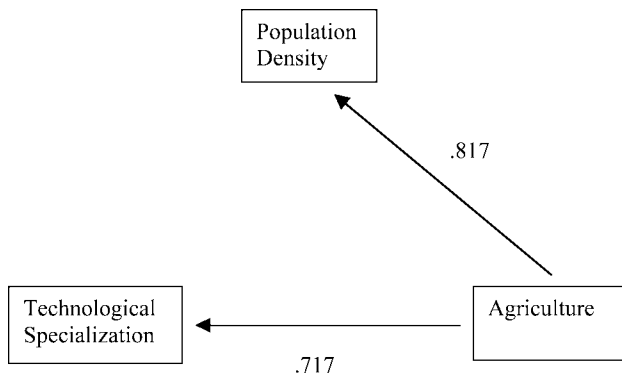 Population
Density
.817
Technological
Specialization
Agriculture
.717